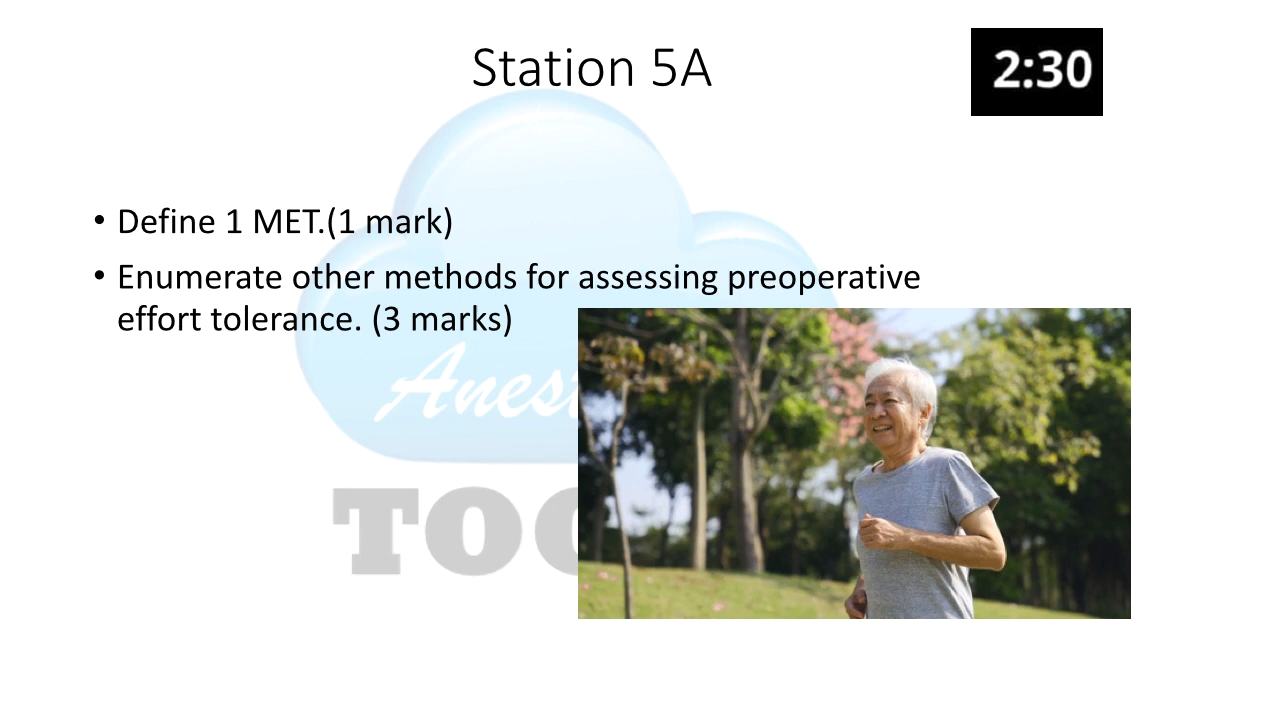 Station 5A
2:30
• Define 1 MET.(1 mark)
• Enumerate other methods for assessing preoperative
effort tolerance. (3 marks)